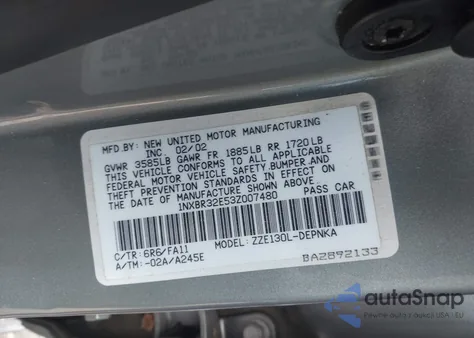 MFD BY: NEW UNITED MOTOR MANUFACTURING
INC. 02/02
GVWR 3585LB GAWR FR 1885LB RR 1720LB
THIS VEHICLE CONFORMS TO ALL APPLICABLE
FEDERAL MOTOR VEHICLE SAFETY,BUMPER,AND
THEFT PREVENTION STANDARDS IN EFFECT ON
THE DATE OF MANUFACTURE SHOWN ABOVE.
1NXBR32E53Z007480 PASS CAR
C/TR: 6R6/FA11 MODEL: ZZE130L-DEPNKA
A/TM: -02A/A245E
BA2892133
autoSnap